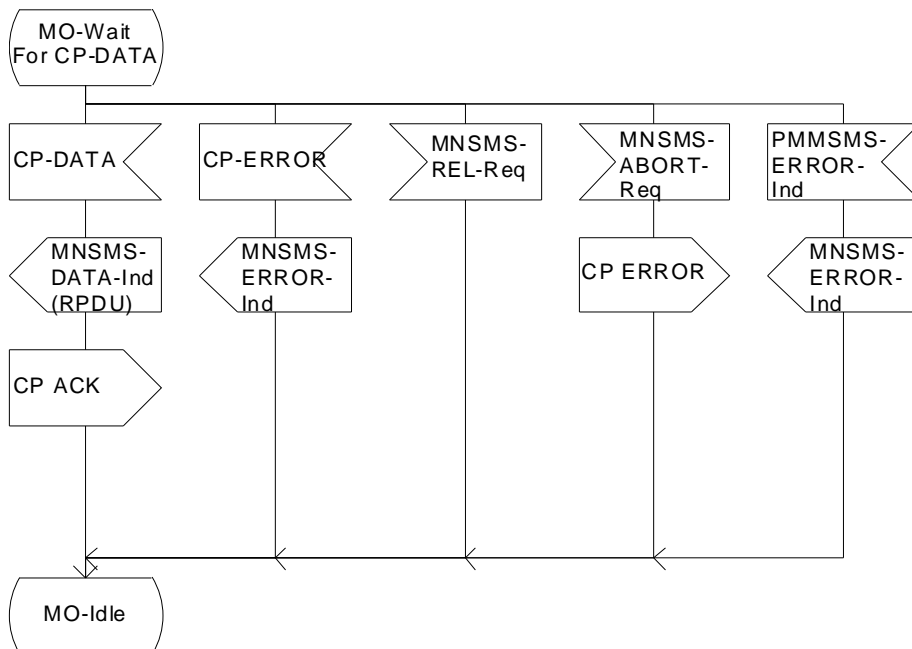 MO-Wait
For CP-DATA
CP-DATA
CP-ERROR
MNSMS-
REL-Req
MNSMS-
ABORT-
Req
PMMSMS-
ERROR-
Ind
MNSMS-
DATA-Ind
(RPDU)
MNSMS-
ERROR-
Ind
CP ERROR
MNSMS-
ERROR-
Ind
CP ACK
MO-Idle